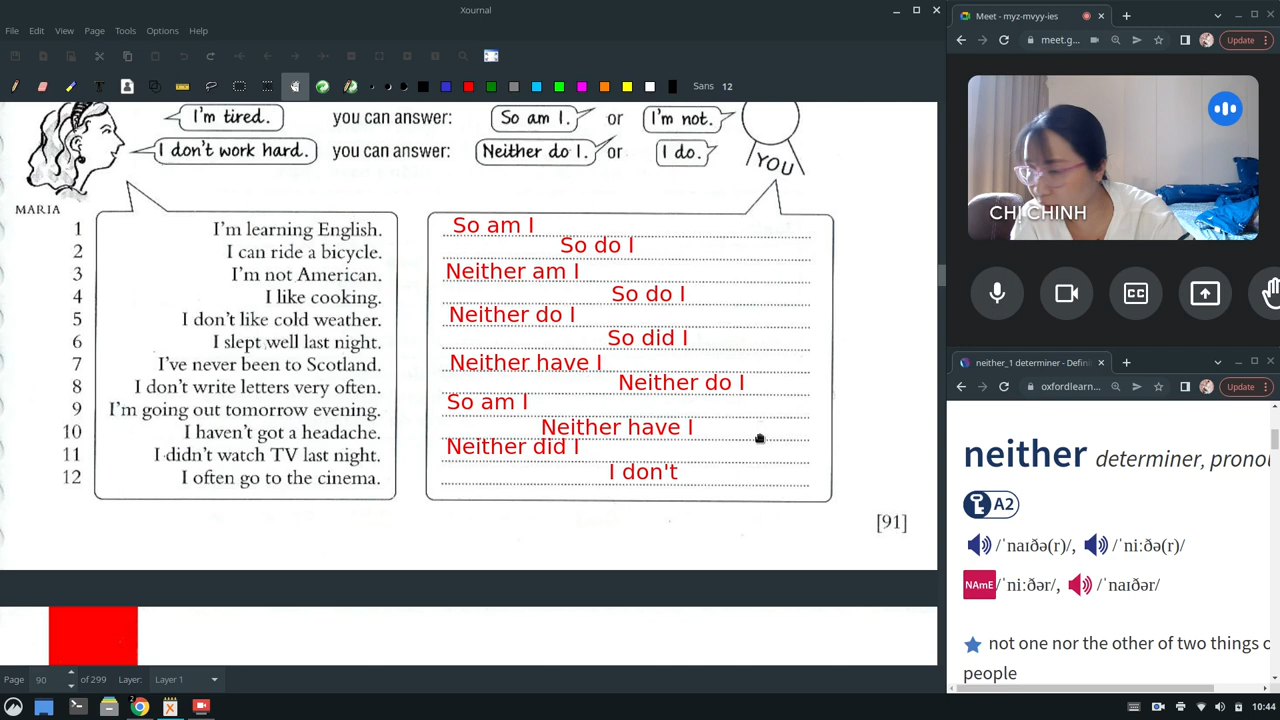 Xournal
File Edit View Page Tools Options Help
Sans 12
I'm tired. you can answer: So am I. or I'm not.
I don't work hard. you can answer: Neither do I. or I do.
YOU
MARIA
1 I'm learning English. So am I
2 I can ride a bicycle. So do I
3 I'm not American. Neither am I
4 I like cooking. So do I
5 I don't like cold weather. Neither do I
6 I slept well last night. So did I
7 I've never been to Scotland. Neither have I
8 I don't write letters very often. Neither do I
9 I'm going out tomorrow evening. So am I
10 I haven't got a headache. Neither have I
11 I didn't watch TV last night. Neither did I
12 I often go to the cinema. I don't
[91]
Page 90 of 299 Layer: Layer 1
Meet - myz-mvyy-ies
meet.g... Update
CHI CHINH
CC
neither_1 determiner - Defini
oxfordlearn... Update
neither determiner, prono
A2
/ˈnaɪðə(r)/, /ˈniːðə(r)/
NAmE /ˈniːðər/, /ˈnaɪðər/
not one nor the other of two things o
people
2
10:44